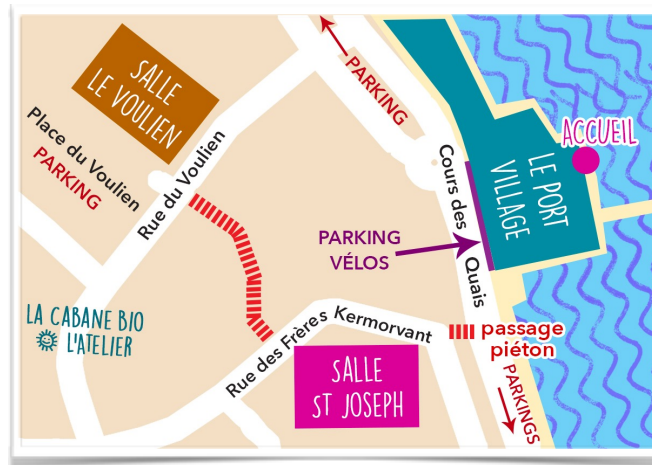 SALLE
LE VOULIEN
PARKING
Place du Voulien
PARKING
Rue du Voulien
ACCUEIL
LE PORT
VILLAGE
Cours des Quais
PARKING
VÉLOS
LA CABANE BIO
L'ATELIER
Rue des Frères Kermorvant
passage
piéton
SALLE
ST JOSEPH
PARKINGS